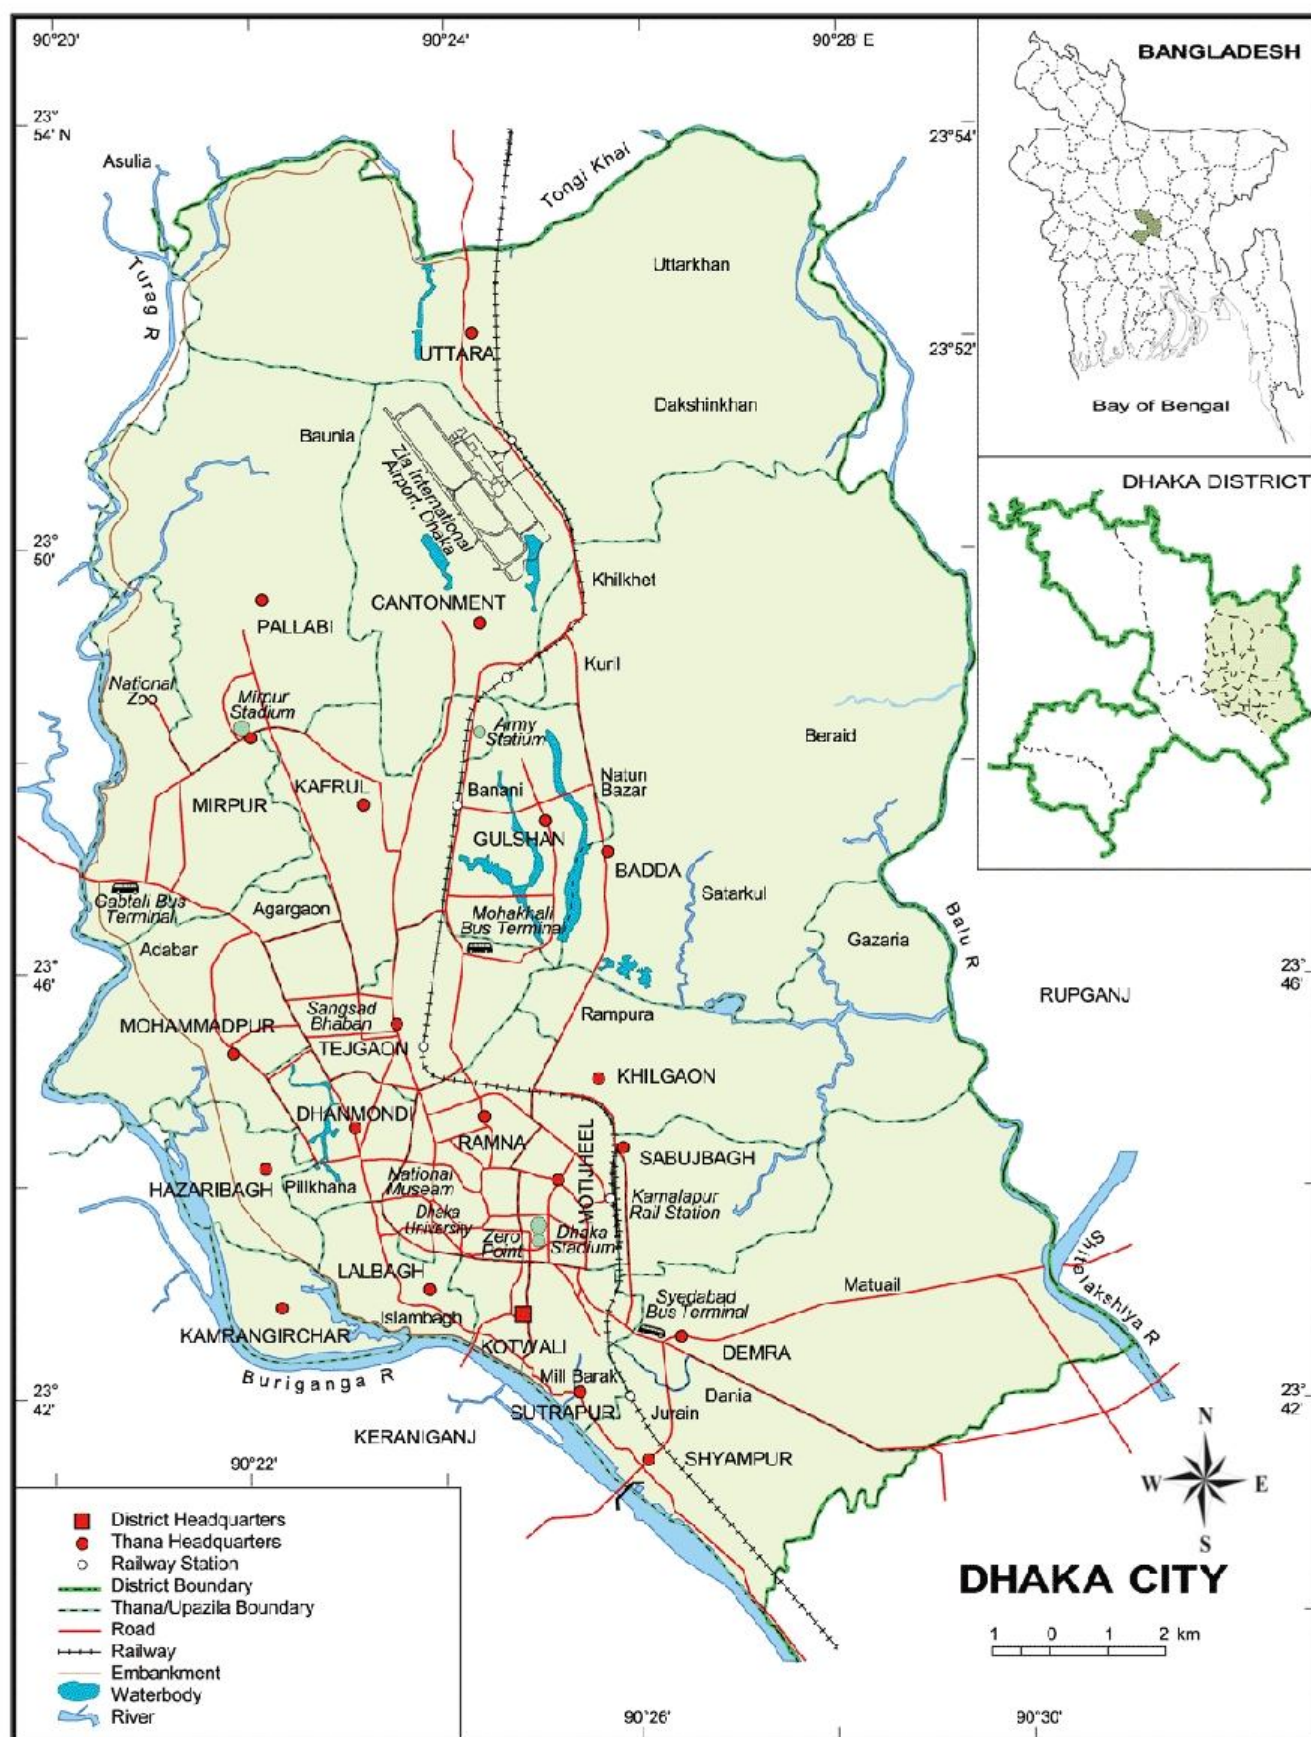 90°20'
90°24'
90°28' E
BANGLADESH
23°
54' N
23°54'
Asulia
Tongi Khal
Turag R
Uttarkhan
UTTARA
23°52'
Dakshinkhan
Bay of Bengal
Baunia
Zia International
Airport, Dhaka
DHAKA DISTRICT
23°
50'
Khilkhet
CANTONMENT
PALLABI
Kuril
National
Zoo
Mirpur
Stadium
Army
Statium
Beraid
Natun
Bazar
KAFRUL
Banani
MIRPUR
GULSHAN
BADDA
Satarkul
Gabtali Bus
Terminal
Agargaon
Mohakhali
Bus Terminal
Balu R
Gazaria
Adabar
23°
46'
23°
46'
RUPGANJ
Sangsad
Bhaban
Rampura
MOHAMMADPUR
TEJGAON
KHILGAON
DHANMONDI
RAMNA
MOTIJHEEL
SABUJBAGH
HAZARIBAGH
Pillkhana
National
Museam
Kamalapur
Rail Station
Dhaka
University
Zero
Point
Dhaka
Stadium
Shitalakshiya R
LALBAGH
Matuail
Syedabad
Bus Terminal
Islambagh
KAMRANGIRCHAR
KOTWALI
DEMRA
Buriganga R
Mill Barak
Dania
23°
42'
23°
42'
SUTRAPUR
Jurain
KERANIGANJ
SHYAMPUR
90°22'
N
W
E
S
District Headquarters
Thana Headquarters
Railway Station
District Boundary
Thana/Upazila Boundary
Road
Railway
Embankment
Waterbody
River
DHAKA CITY
1 0 1 2 km
90°26'
90°30'